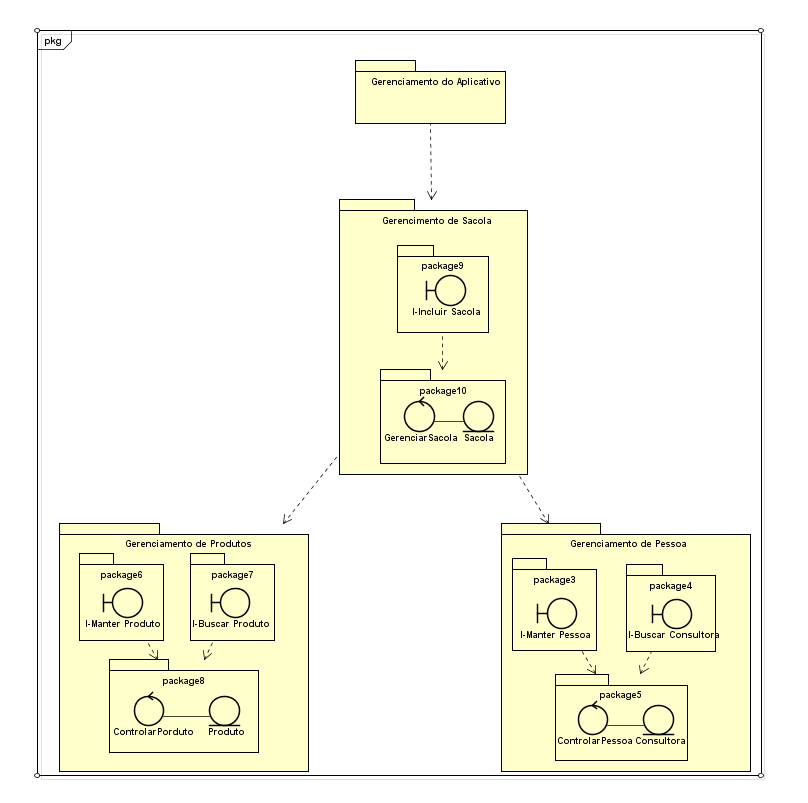 pkg
Gerenciamento do Aplicativo
Gerencimento de Sacola
package9
I-Incluir Sacola
package10
GerenciarSacola Sacola
Gerenciamento de Produtos
package6
I-Manter Produto
package7
I-Buscar Produto
package8
ControlarPorduto Produto
Gerenciamento de Pessoa
package3
I-Manter Pessoa
package4
I-Buscar Consultora
package5
ControlarPessoa Consultora